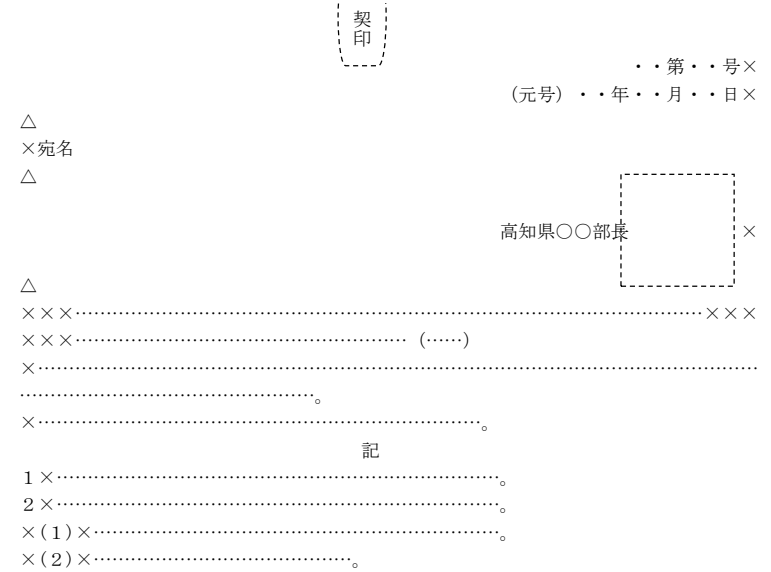 契印
・・第・・号×
(元号) ・・年・・月・・日×
△
×宛名
△
高知県○○部長 ×
△
×××……………………………………………………………………………………………×××
×××……………………………………………… (……)
×…………………………………………………………………………………………………………
…………………………………………。
×………………………………………………………………。
記
1×………………………………………………………………。
2×………………………………………………………………。
×(1)×…………………………………………………………。
×(2)×……………………………………。